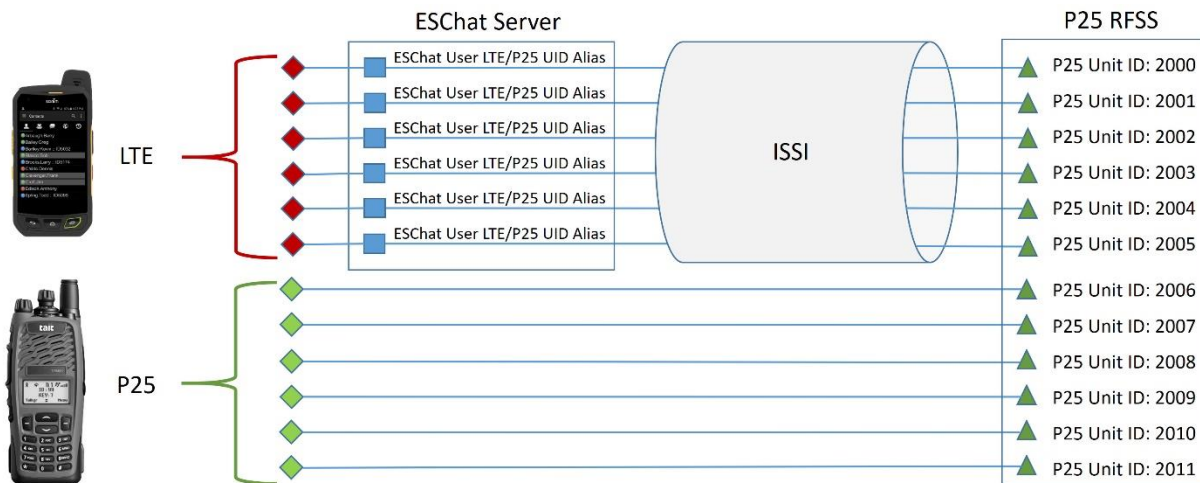 ESChat Server
P25 RFSS
ESChat User LTE/P25 UID Alias
P25 Unit ID: 2000
ESChat User LTE/P25 UID Alias
P25 Unit ID: 2001
ESChat User LTE/P25 UID Alias
P25 Unit ID: 2002
LTE
ISSI
ESChat User LTE/P25 UID Alias
P25 Unit ID: 2003
ESChat User LTE/P25 UID Alias
P25 Unit ID: 2004
ESChat User LTE/P25 UID Alias
P25 Unit ID: 2005
P25 Unit ID: 2006
tait
P25 Unit ID: 2007
P25 Unit ID: 2008
P25
P25 Unit ID: 2009
P25 Unit ID: 2010
P25 Unit ID: 2011